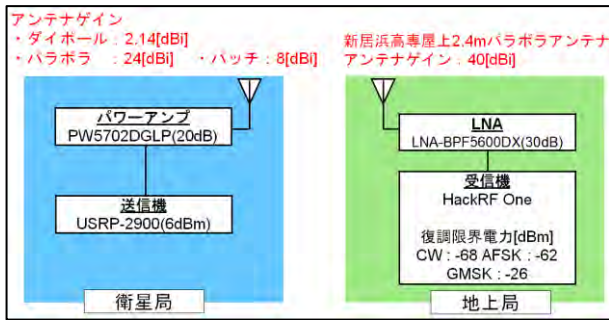 アンテナゲイン
・ダイポール：2.14[dBi]
・パラボラ　：24[dBi]　・パッチ：8[dBi]
パワーアンプ
PW5702DGLP(20dB)
送信機
USRP-2900(6dBm)
衛星局
新居浜高専屋上2.4mパラボラアンテナ
アンテナゲイン：40[dBi]
LNA
LNA-BPF5600DX(30dB)
受信機
HackRF One
復調限界電力[dBm]
CW : -68 AFSK : -62
GMSK : -26
地上局